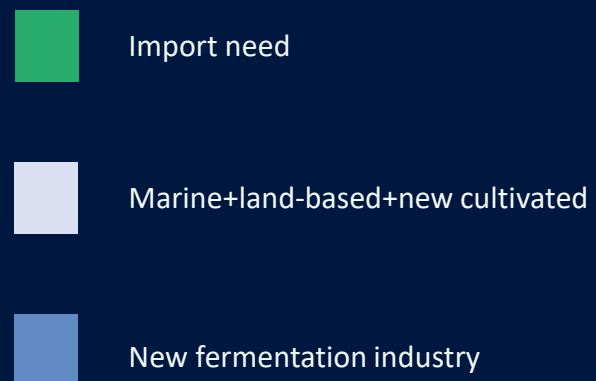 Import need
Marine+land-based+new cultivated
New fermentation industry